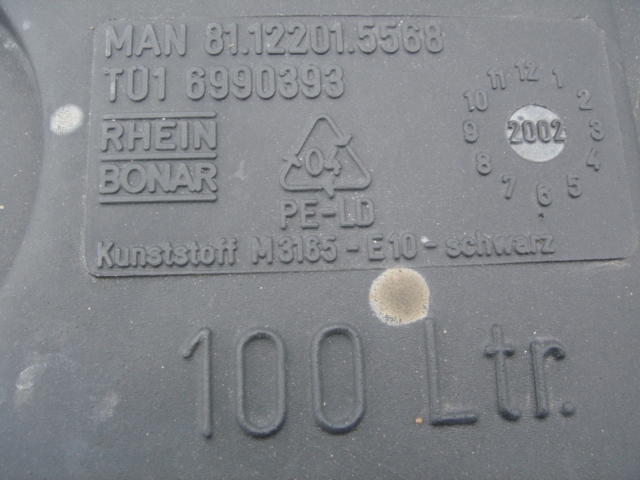 MAN 81.12201.5568
T01 6990393
RHEIN
BONAR
04
PE-LD
11 12 1
10 2
9 2002 3
8 4
7 6 5
Kunststoff M3165-E10-schwarz
100 Ltr.